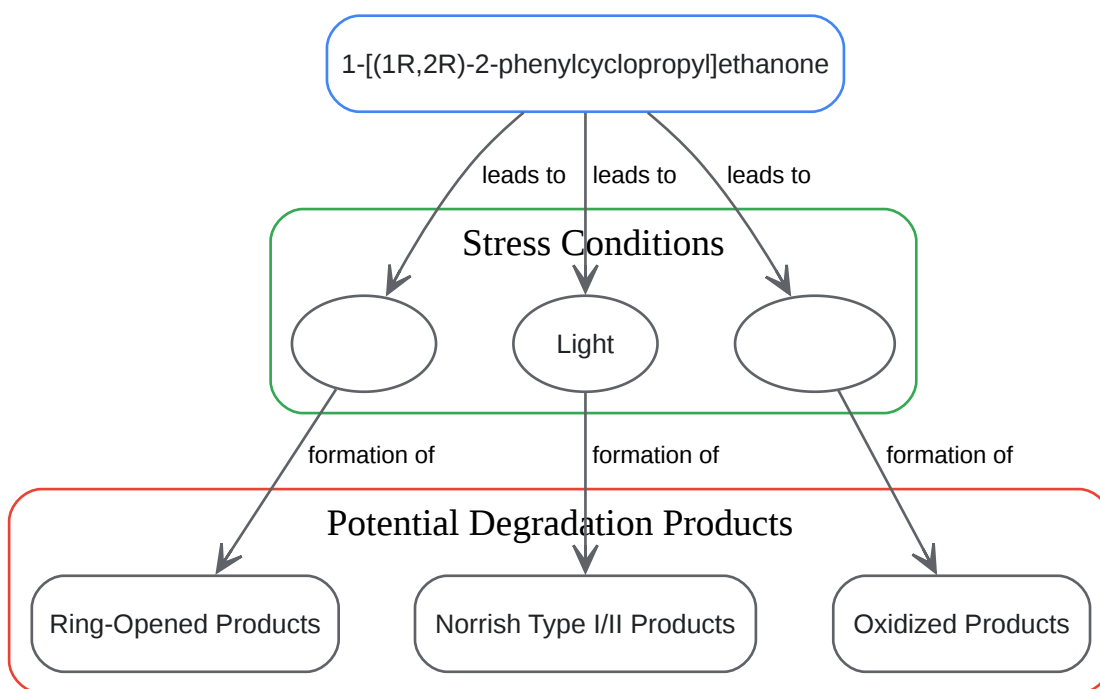 1-[(1R,2R)-2-phenylcyclopropyl]ethanone
leads to
leads to
leads to
Stress Conditions
Light
formation of
formation of
formation of
Potential Degradation Products
Ring-Opened Products
Norrish Type I/II Products
Oxidized Products